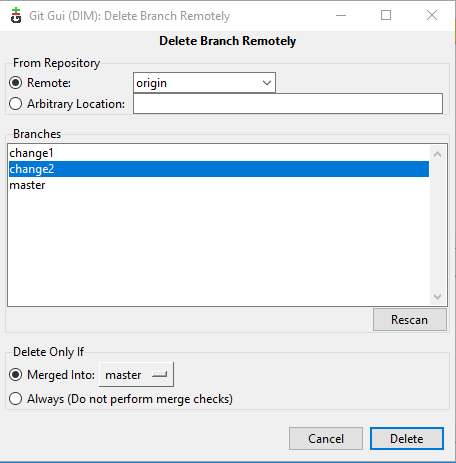 Git Gui (DIM): Delete Branch Remotely
Delete Branch Remotely
From Repository
Remote: origin
Arbitrary Location:
Branches
change1
change2
master
Rescan
Delete Only If
Merged Into: master
Always (Do not perform merge checks)
Cancel Delete